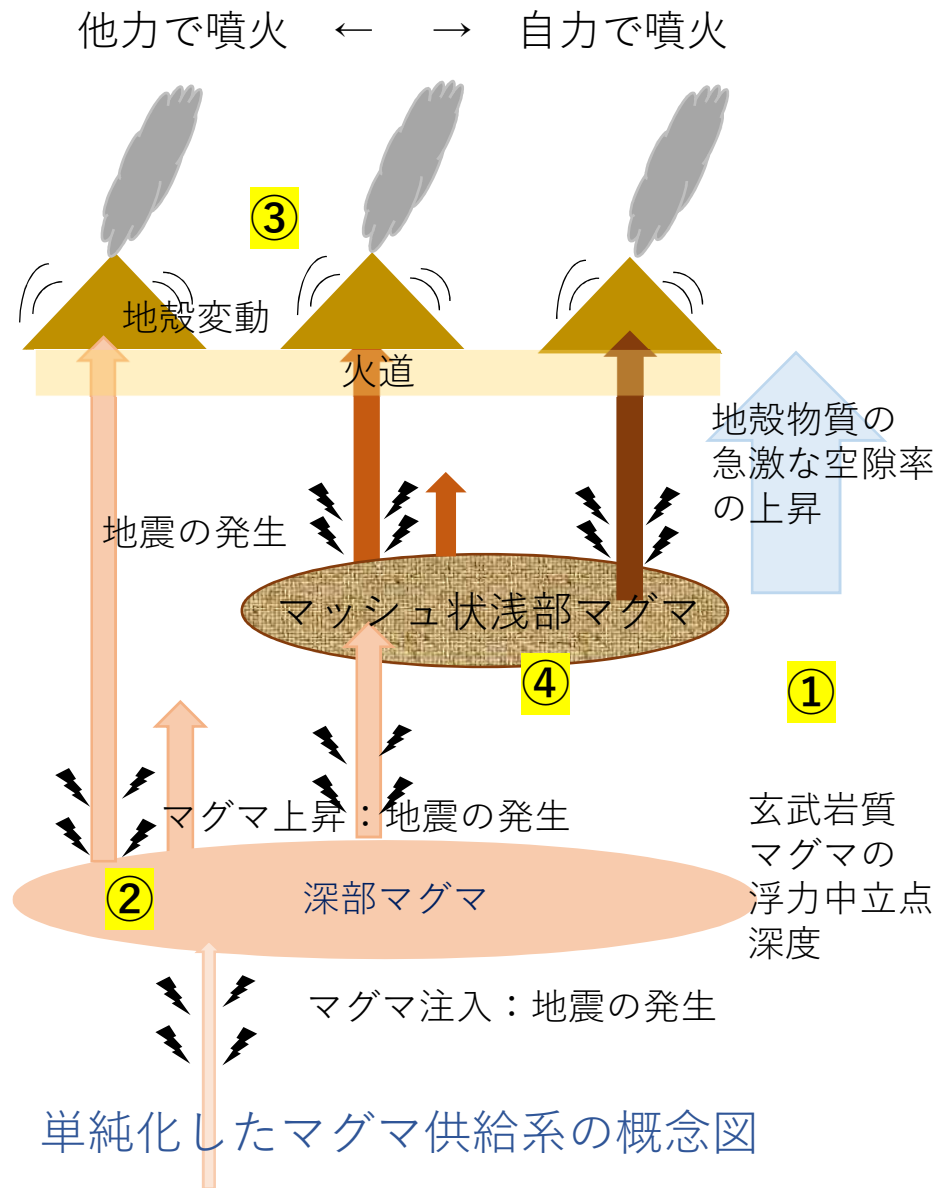 他力で噴火 ← → 自力で噴火
③
地殻変動
火道
地殻物質の
急激な空隙率
の上昇
地震の発生
マッシュ状浅部マグマ
④
①
マグマ上昇：地震の発生
玄武岩質
マグマの
浮力中立点
深度
②
深部マグマ
マグマ注入：地震の発生
単純化したマグマ供給系の概念図